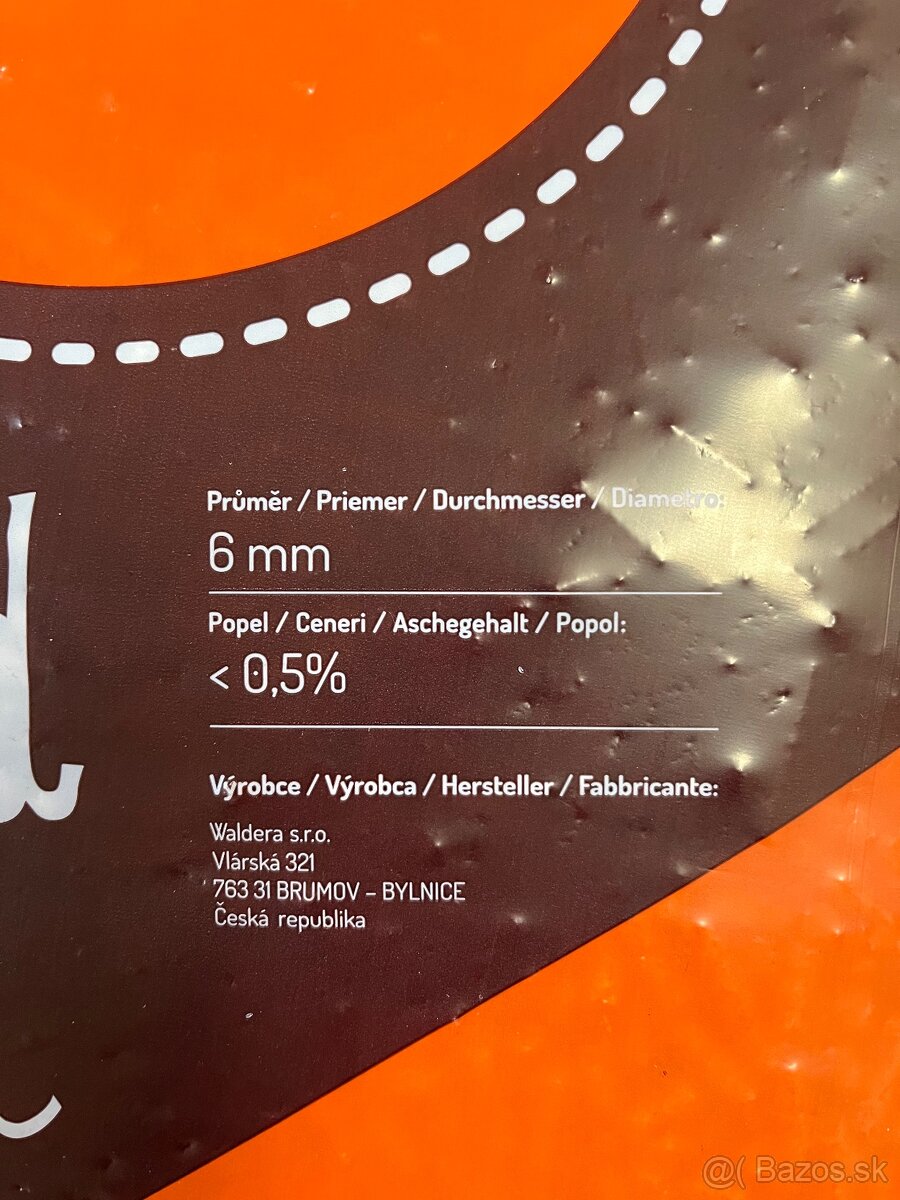 Průměr / Priemer / Durchmesser / Diametro:
6 mm
Popel / Ceneri / Aschegehalt / Popol:
< 0,5%
Výrobce / Výrobca / Hersteller / Fabbricante:
Waldera s.r.o.
Vlárská 321
763 31 BRUMOV – BYLNICE
Česká republika
@( Bazos.sk